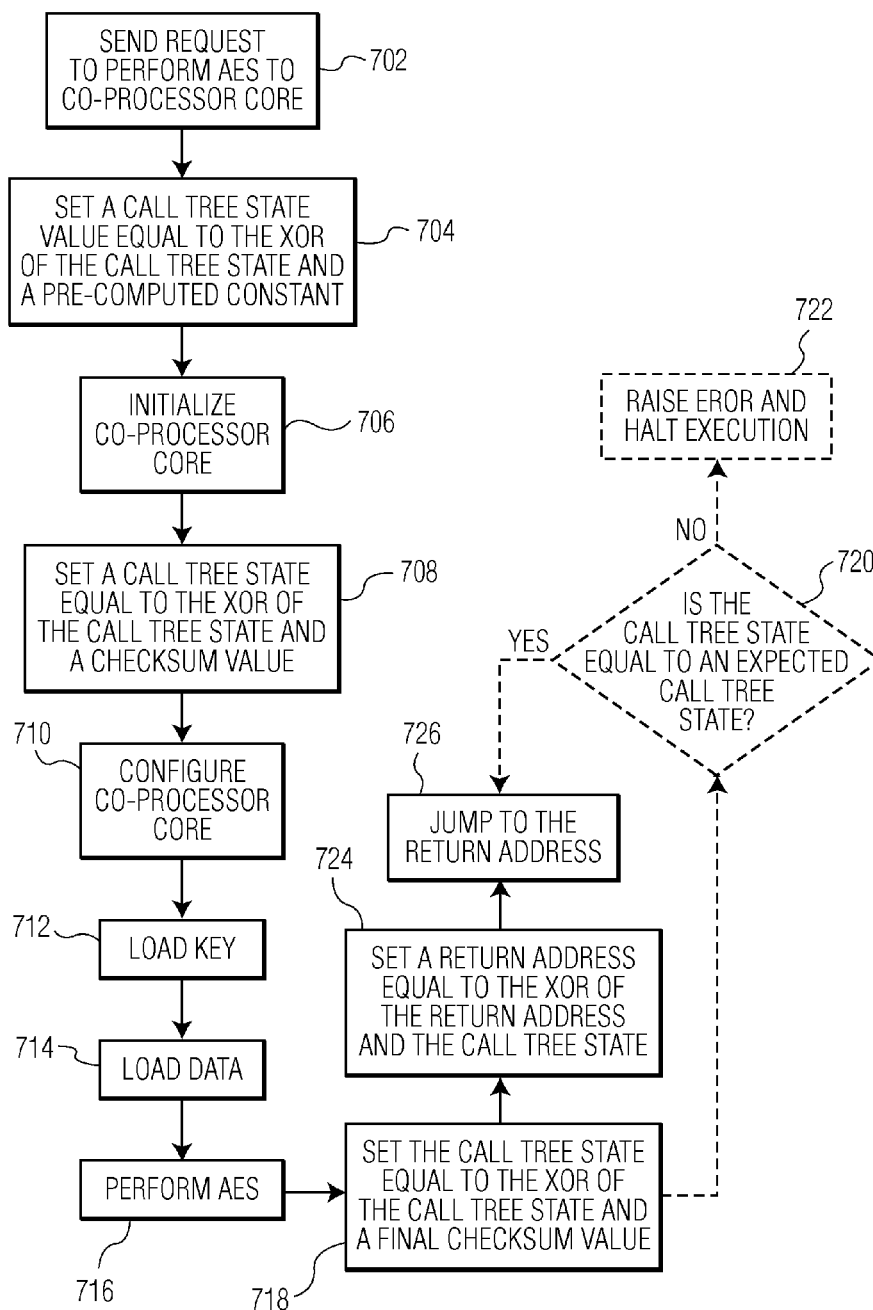 SEND REQUEST
TO PERFORM AES TO
CO-PROCESSOR CORE
702
SET A CALL TREE STATE
VALUE EQUAL TO THE XOR
OF THE CALL TREE STATE AND
A PRE-COMPUTED CONSTANT
704
INITIALIZE
CO-PROCESSOR
CORE
706
SET A CALL TREE STATE
EQUAL TO THE XOR OF
THE CALL TREE STATE AND
A CHECKSUM VALUE
708
710
CONFIGURE
CO-PROCESSOR
CORE
712
LOAD KEY
714
LOAD DATA
PERFORM AES
716
SET THE CALL TREE STATE
EQUAL TO THE XOR OF
THE CALL TREE STATE AND
A FINAL CHECKSUM VALUE
718
724
SET A RETURN ADDRESS
EQUAL TO THE XOR OF
THE RETURN ADDRESS
AND THE CALL TREE STATE
726
JUMP TO THE
RETURN ADDRESS
YES
NO
720
IS THE
CALL TREE STATE
EQUAL TO AN EXPECTED
CALL TREE
STATE?
722
RAISE EROR AND
HALT EXECUTION